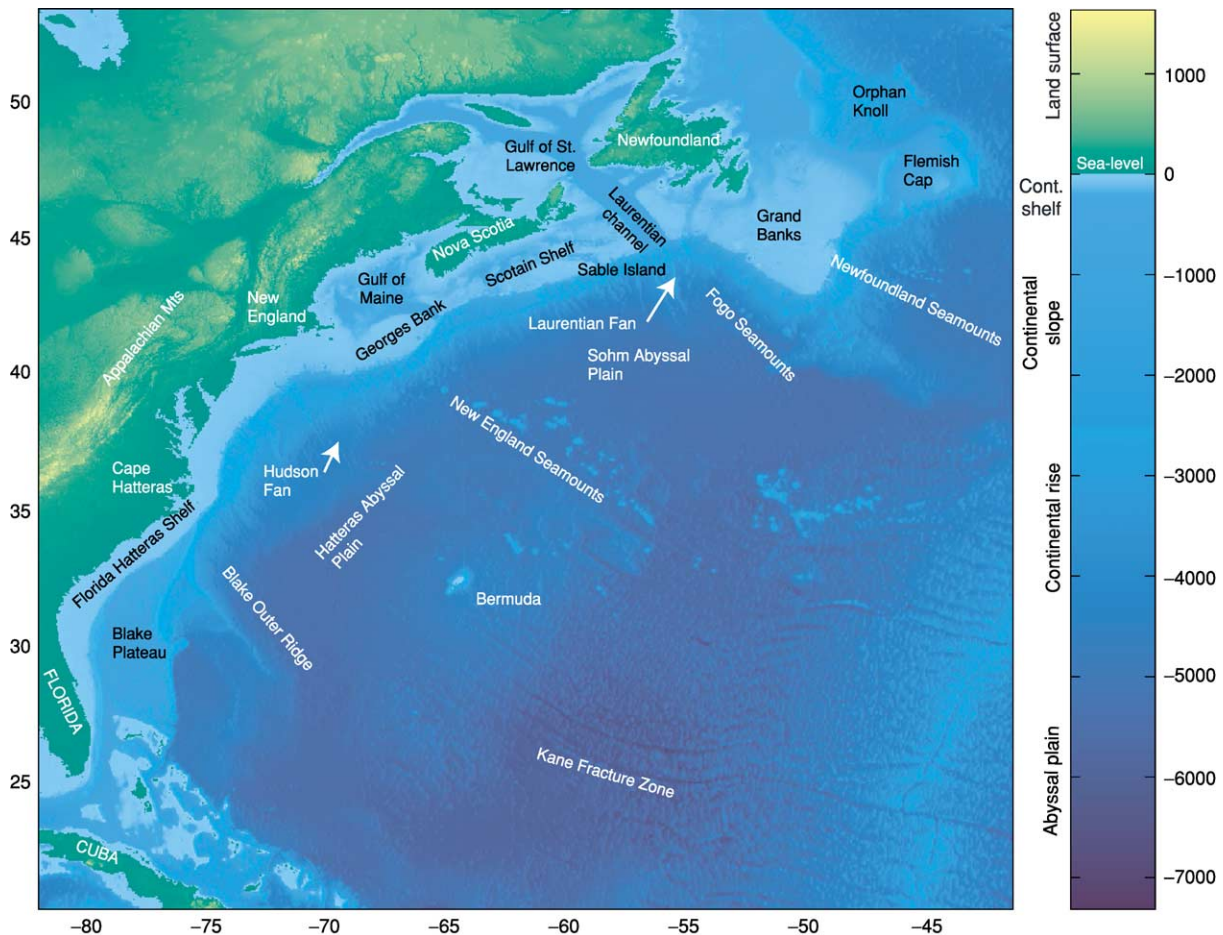 50
45
40
35
30
25
−80
−75
−70
−65
−60
−55
−50
−45
Orphan
Knoll
Newfoundland
Gulf of St.
Lawrence
Flemish
Cap
Laurentian
channel
Grand
Banks
Nova Scotia
Scotain Shelf
Sable Island
Gulf of
Maine
Newfoundland Seamounts
New
England
Georges Bank
Laurentian Fan
Fogo Seamounts
Appalachian Mts
Sohm Abyssal
Plain
New England Seamounts
Cape
Hatteras
Hudson
Fan
Hatteras Abyssal
Plain
Florida Hatteras Shelf
Blake Outer Ridge
Bermuda
Blake
Plateau
FLORIDA
Kane Fracture Zone
CUBA
Land surface
Sea-level
Cont.
shelf
Continental
slope
Continental rise
Abyssal plain
1000
0
−1000
−2000
−3000
−4000
−5000
−6000
−7000